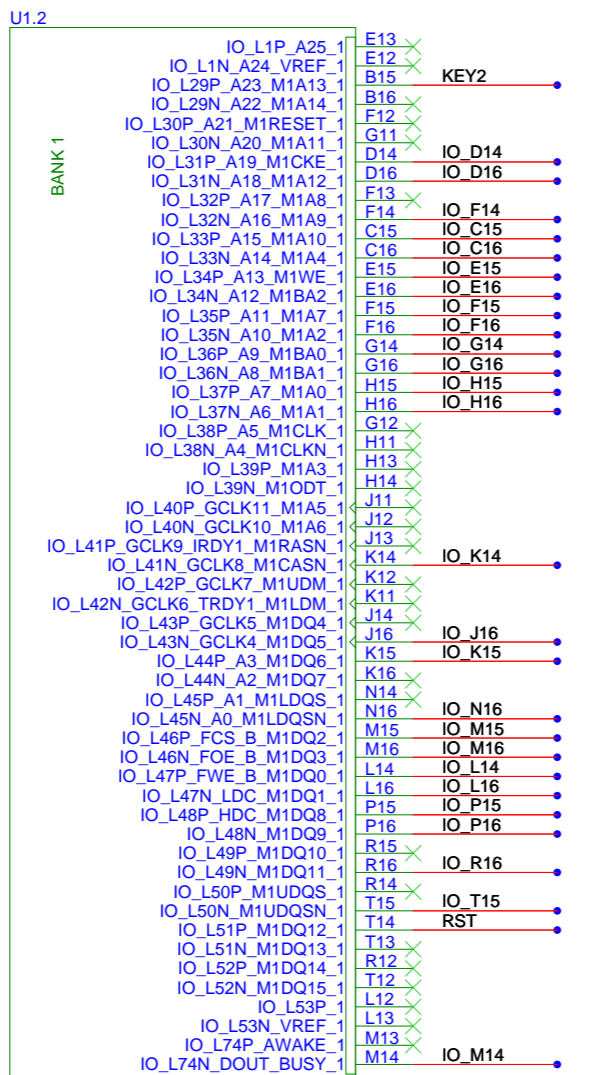 U1.2
BANK 1
IO_L1P_A25_1 E13
IO_L1N_A24_VREF_1 E12
IO_L29P_A23_M1A13_1 B15 KEY2
IO_L29N_A22_M1A14_1 B16
IO_L30P_A21_M1RESET_1 F12
IO_L30N_A20_M1A11_1 G11
IO_L31P_A19_M1CKE_1 D14 IO_D14
IO_L31N_A18_M1A12_1 D16 IO_D16
IO_L32P_A17_M1A8_1 F13
IO_L32N_A16_M1A9_1 F14 IO_F14
IO_L33P_A15_M1A10_1 C15 IO_C15
IO_L33N_A14_M1A4_1 C16 IO_C16
IO_L34P_A13_M1WE_1 E15 IO_E15
IO_L34N_A12_M1BA2_1 E16 IO_E16
IO_L35P_A11_M1A7_1 F15 IO_F15
IO_L35N_A10_M1A2_1 F16 IO_F16
IO_L36P_A9_M1BA0_1 G14 IO_G14
IO_L36N_A8_M1BA1_1 G16 IO_G16
IO_L37P_A7_M1A0_1 H15 IO_H15
IO_L37N_A6_M1A1_1 H16 IO_H16
IO_L38P_A5_M1CLK_1 G12
IO_L38N_A4_M1CLKN_1 H11
IO_L39P_M1A3_1 H13
IO_L39N_M1ODT_1 H14
IO_L40P_GCLK11_M1A5_1 J11
IO_L40N_GCLK10_M1A6_1 J12
IO_L41P_GCLK9_IRDY1_M1RASN_1 J13
IO_L41N_GCLK8_M1CASN_1 K14 IO_K14
IO_L42P_GCLK7_M1UDM_1 K12
IO_L42N_GCLK6_TRDY1_M1LDM_1 K11
IO_L43P_GCLK5_M1DQ4_1 J14
IO_L43N_GCLK4_M1DQ5_1 J16 IO_J16
IO_L44P_A3_M1DQ6_1 K15 IO_K15
IO_L44N_A2_M1DQ7_1 K16
IO_L45P_A1_M1LDQS_1 N14
IO_L45N_A0_M1LDQSN_1 N16 IO_N16
IO_L46P_FCS_B_M1DQ2_1 M15 IO_M15
IO_L46N_FOE_B_M1DQ3_1 M16 IO_M16
IO_L47P_FWE_B_M1DQ0_1 L14 IO_L14
IO_L47N_LDC_M1DQ1_1 L16 IO_L16
IO_L48P_HDC_M1DQ8_1 P15 IO_P15
IO_L48N_M1DQ9_1 P16 IO_P16
IO_L49P_M1DQ10_1 R15
IO_L49N_M1DQ11_1 R16 IO_R16
IO_L50P_M1UDQS_1 R14
IO_L50N_M1UDQSN_1 T15 IO_T15
IO_L51P_M1DQ12_1 T14 RST
IO_L51N_M1DQ13_1 T13
IO_L52P_M1DQ14_1 R12
IO_L52N_M1DQ15_1 T12
IO_L53P_1 L12
IO_L53N_VREF_1 L13
IO_L74P_AWAKE_1 M13
IO_L74N_DOUT_BUSY_1 M14 IO_M14